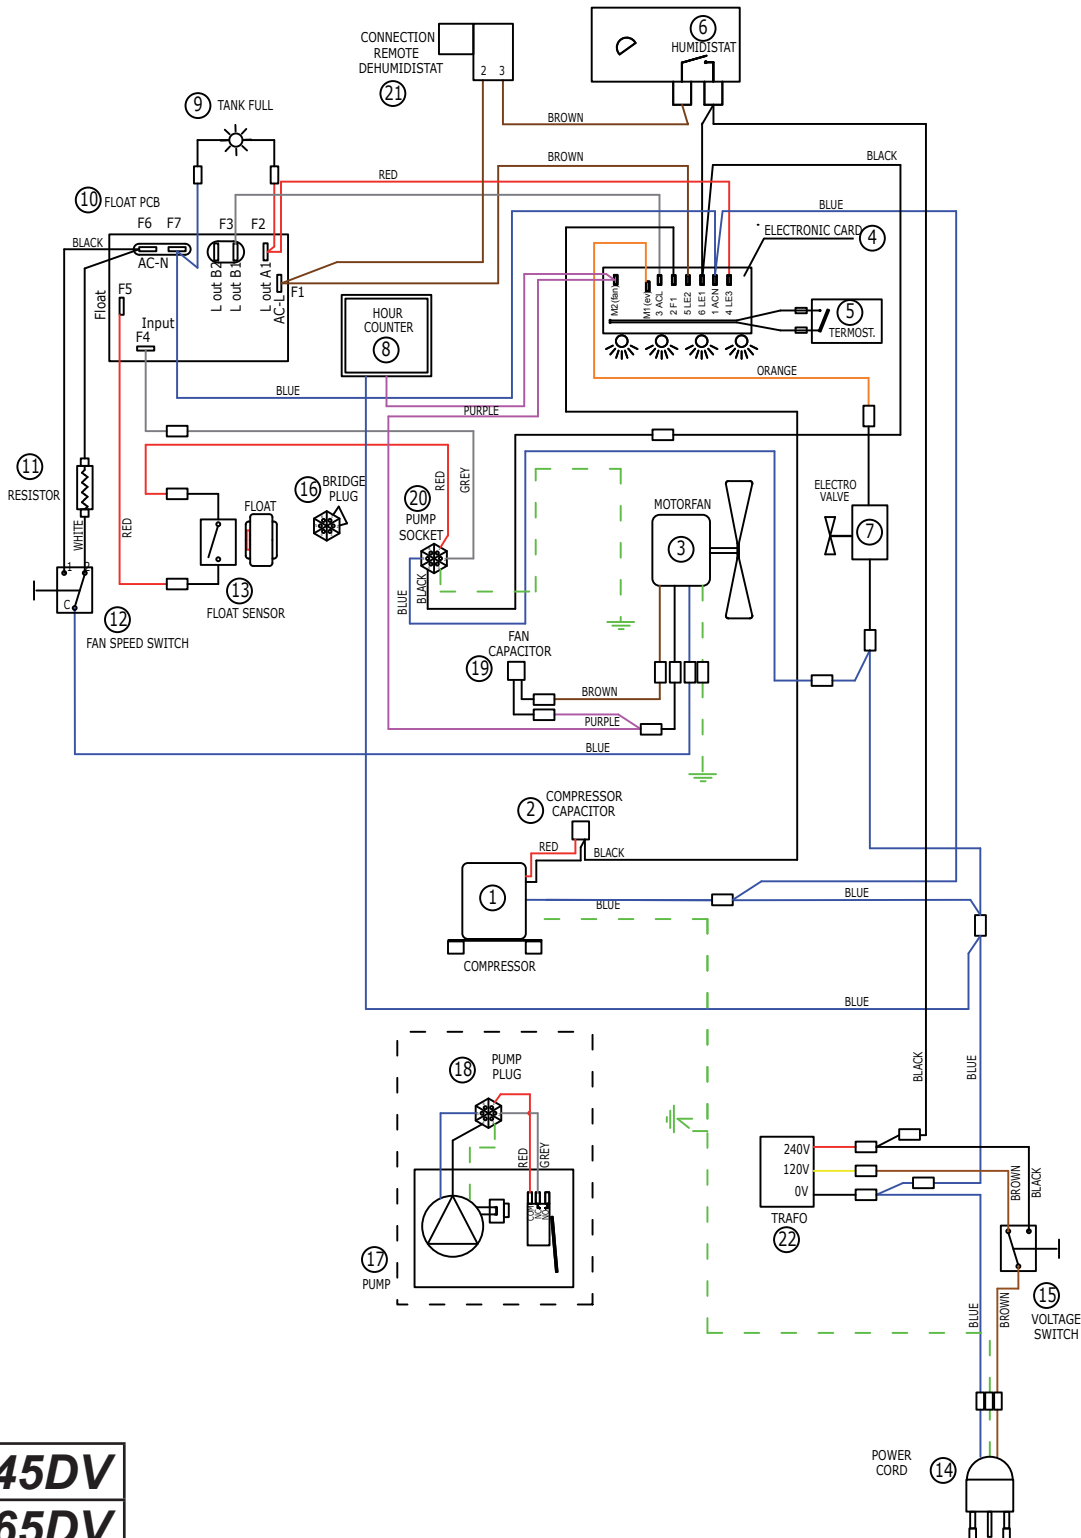 CONNECTION
REMOTE
DEHUMIDISTAT
21
2 3
6
HUMIDISTAT
9 TANK FULL
BROWN
BROWN
BLACK
RED
10 FLOAT PCB
F6 F7 F3 F2
BLUE
BLACK
AC-N
L out B2
L out B1
L out A1
AC-L
F1
Float
F5
Input
F4
ELECTRONIC CARD 4
M2(fan)
M1(ev)
3 ACL
2 F1
5 LE2
6 LE1
1 ACN
4 LE3
HOUR
COUNTER
8
5
TERMOST.
BLUE
ORANGE
PURPLE
11
RESISTOR
WHITE
RED
16 BRIDGE
PLUG
20
PUMP
SOCKET
RED
GREY
FLOAT
MOTORFAN
3
ELECTRO
VALVE
7
13
FLOAT SENSOR
BLUE
BLACK
1 2
C
12
FAN SPEED SWITCH
FAN
CAPACITOR
19
BROWN
PURPLE
BLUE
2
COMPRESSOR
CAPACITOR
RED
BLACK
1
BLUE
BLUE
COMPRESSOR
BLUE
BLACK
BLUE
18
PUMP
PLUG
RED
GREY
COM
NC
NO
17
PUMP
240V
120V
0V
TRAFO
22
BROWN
BLACK
15
VOLTAGE
SWITCH
BLUE
BROWN
POWER
CORD
14
45DV
65DV